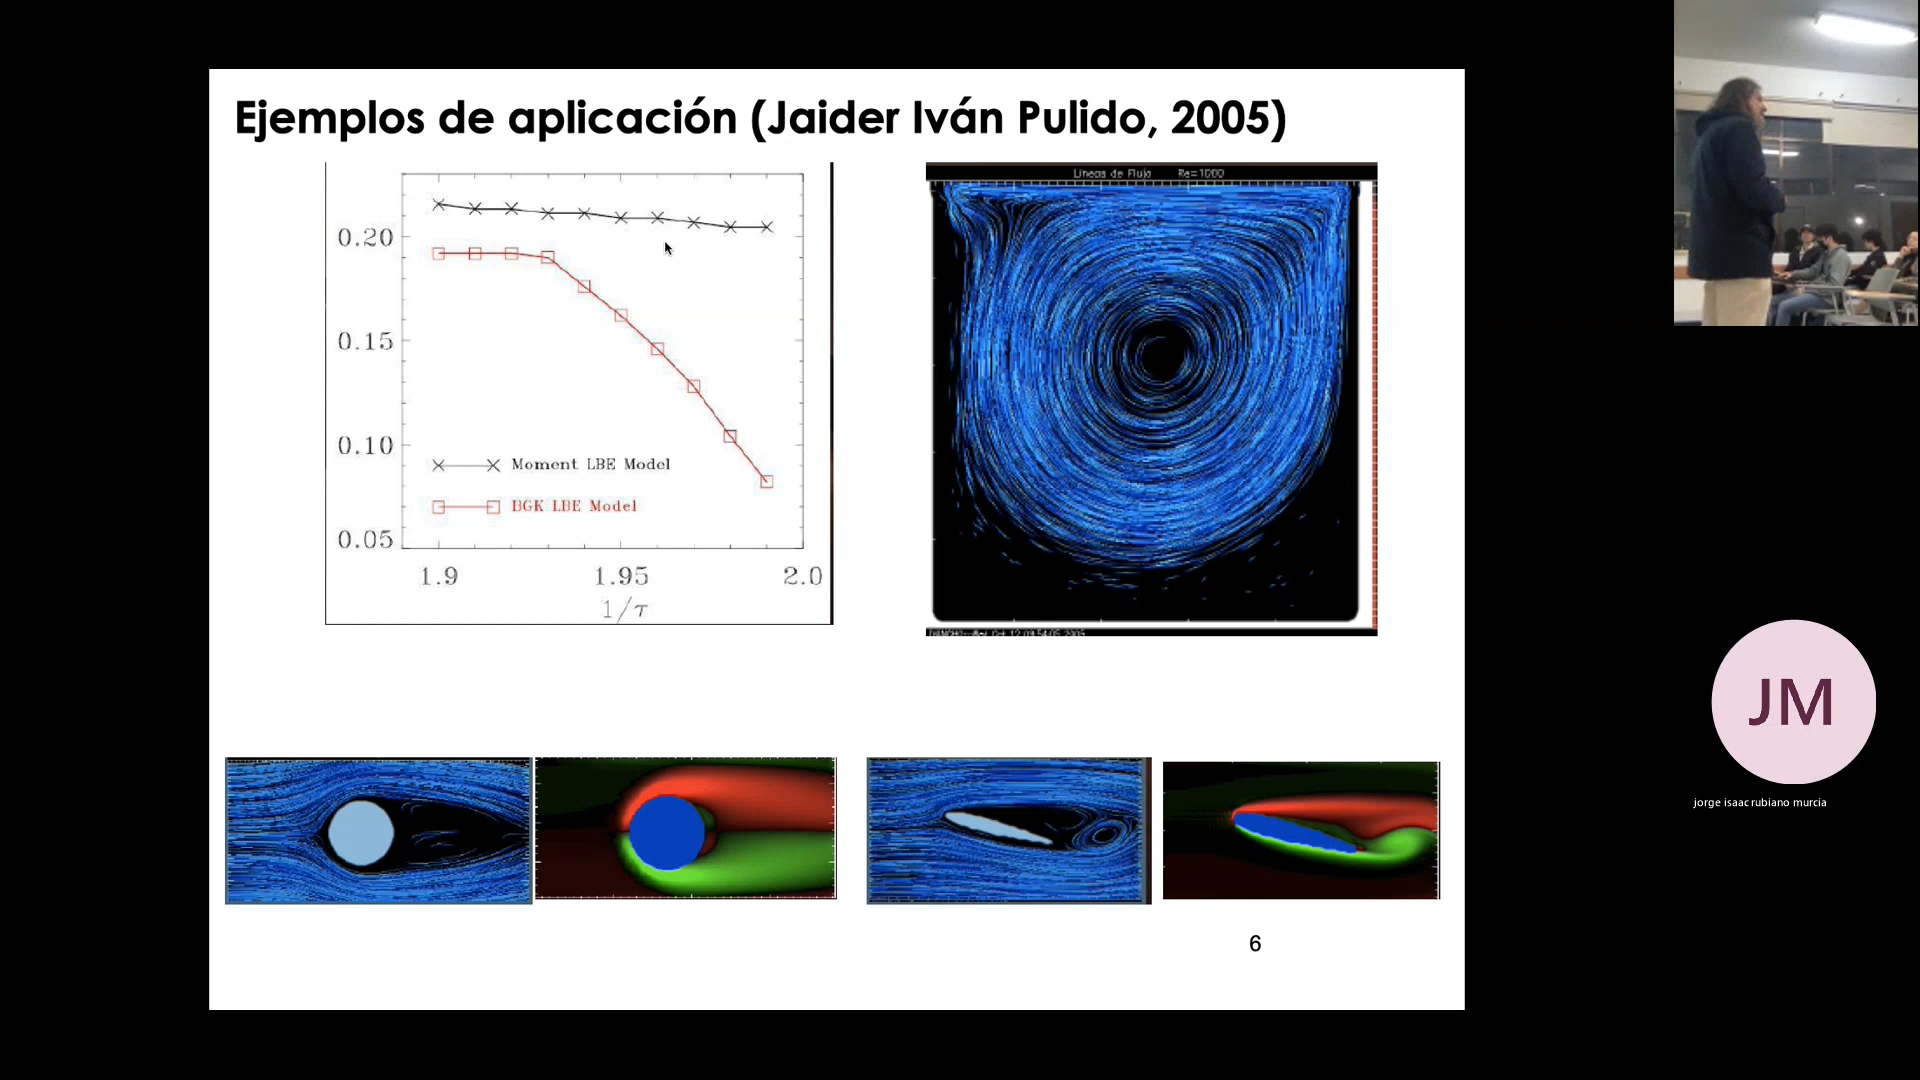 Ejemplos de aplicación (Jaider Iván Pulido, 2005)
0.20
0.15
0.10
0.05
Moment LBE Model
BGK LBE Model
1.9 1.95 2.0
1/τ
Líneas de Flujo Re=1000
6
JM
jorge isaac rubiano murcia